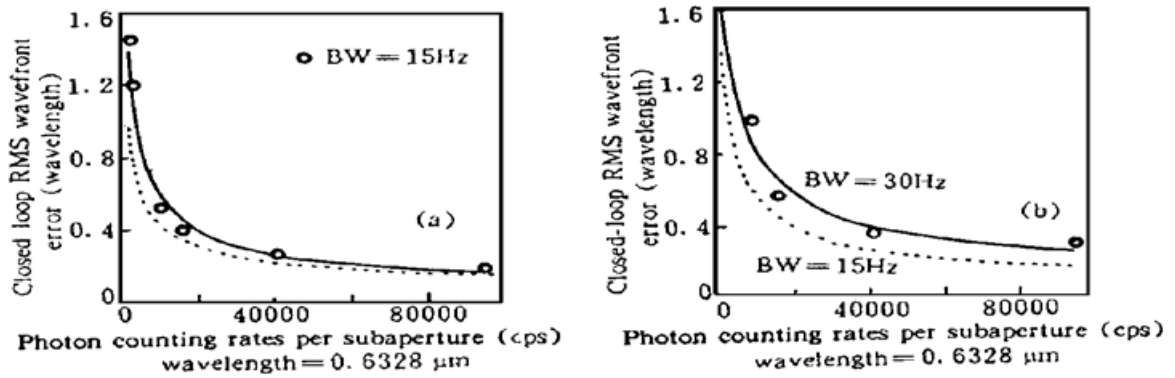 1.6
1.2
0.8
0.4
0
Closed loop RMS wavefront
error (wavelength)
BW=15Hz
(a)
0 40000 80000
Photon counting rates per subaperture (cps)
wavelength=0.6328 μm
1.6
1.2
0.8
0.4
0
Closed-loop RMS wavefront
error (wavelength)
BW=30Hz
(b)
BW=15Hz
0 40000 80000
Photon counting rates per subaperture (cps)
wavelength=0.6328 μm